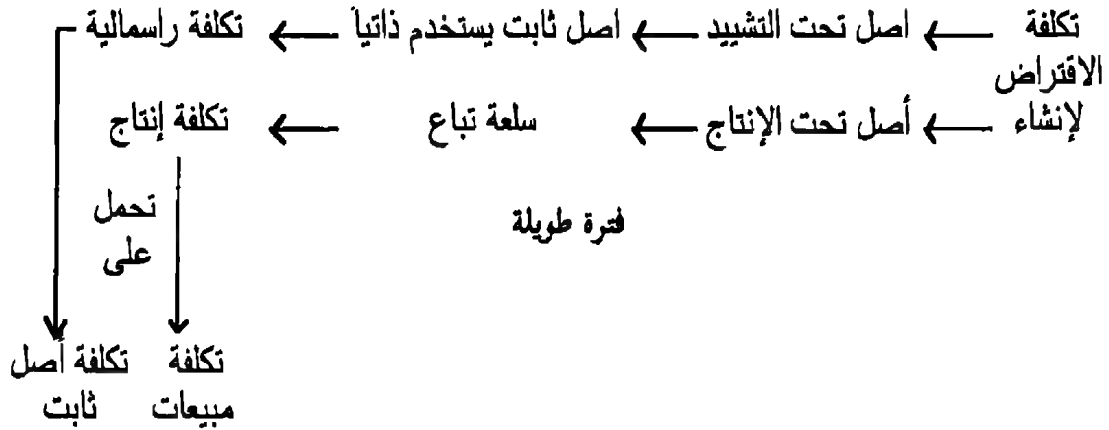 تكلفة اصل تحت التشييد اصل ثابت يستخدم ذاتياً تكلفة راسمالية
الاقتراض
لإنشاء أصل تحت الإنتاج سلعة تباع تكلفة إنتاج
تحمل
على
فترة طويلة
تكلفة تكلفة أصل
مبيعات ثابت